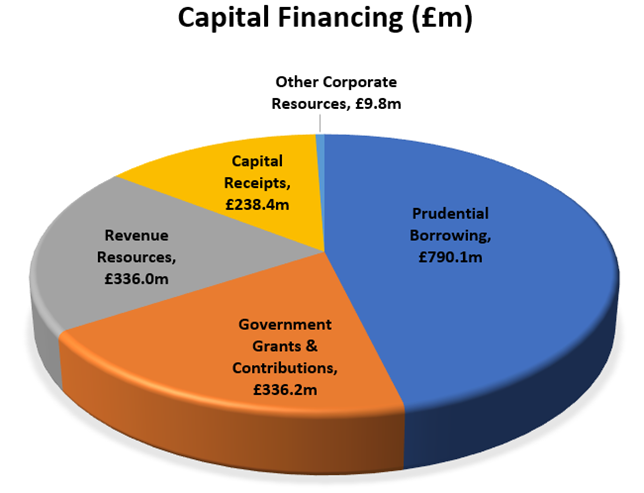 Capital Financing (£m)
Other Corporate
Resources, £9.8m
Capital
Receipts,
£238.4m
Prudential
Borrowing,
£790.1m
Revenue
Resources,
£336.0m
Government
Grants &
Contributions,
£336.2m